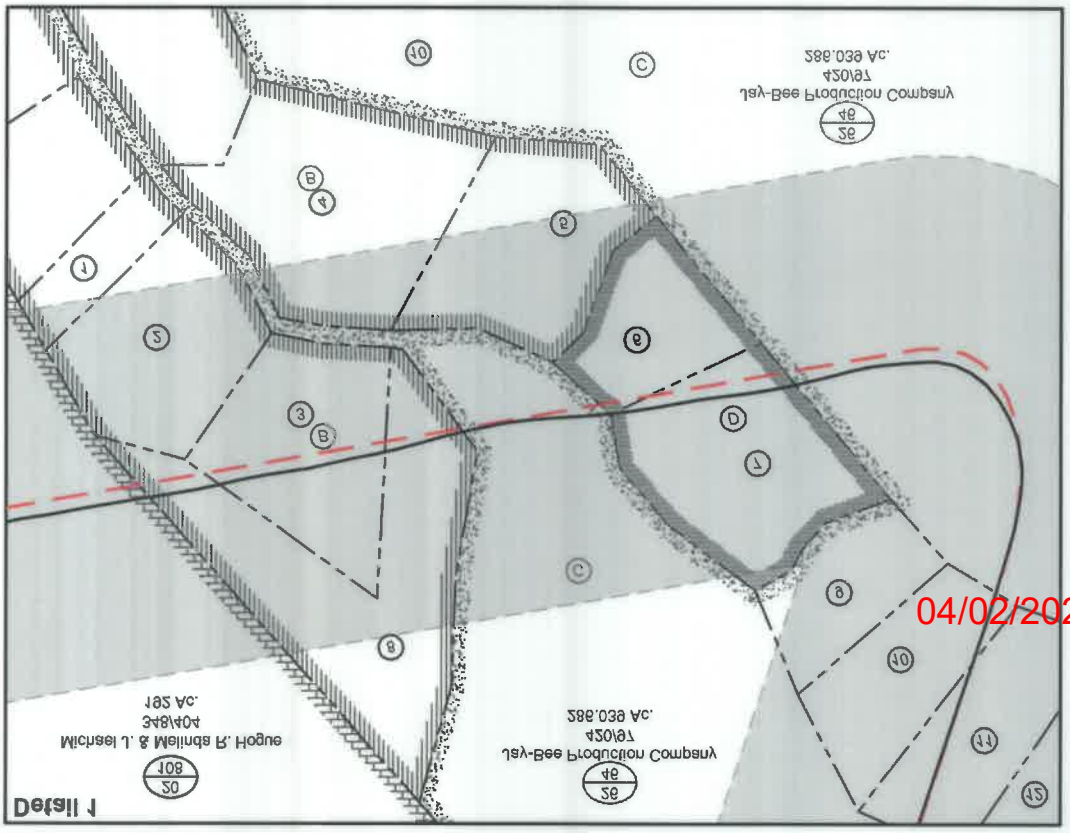 Detail 1
20
108
Michael J. & Melinda R. Hogue
348/404
192 Ac.
26
46
Jay-Bee Production Company
420/97
286.039 Ac.
12
11
8
10
04/02/202
9
C
7
D
B
3
2
6
1
5
4
B
26
46
Jay-Bee Production Company
420/97
286.039 Ac.
C
10